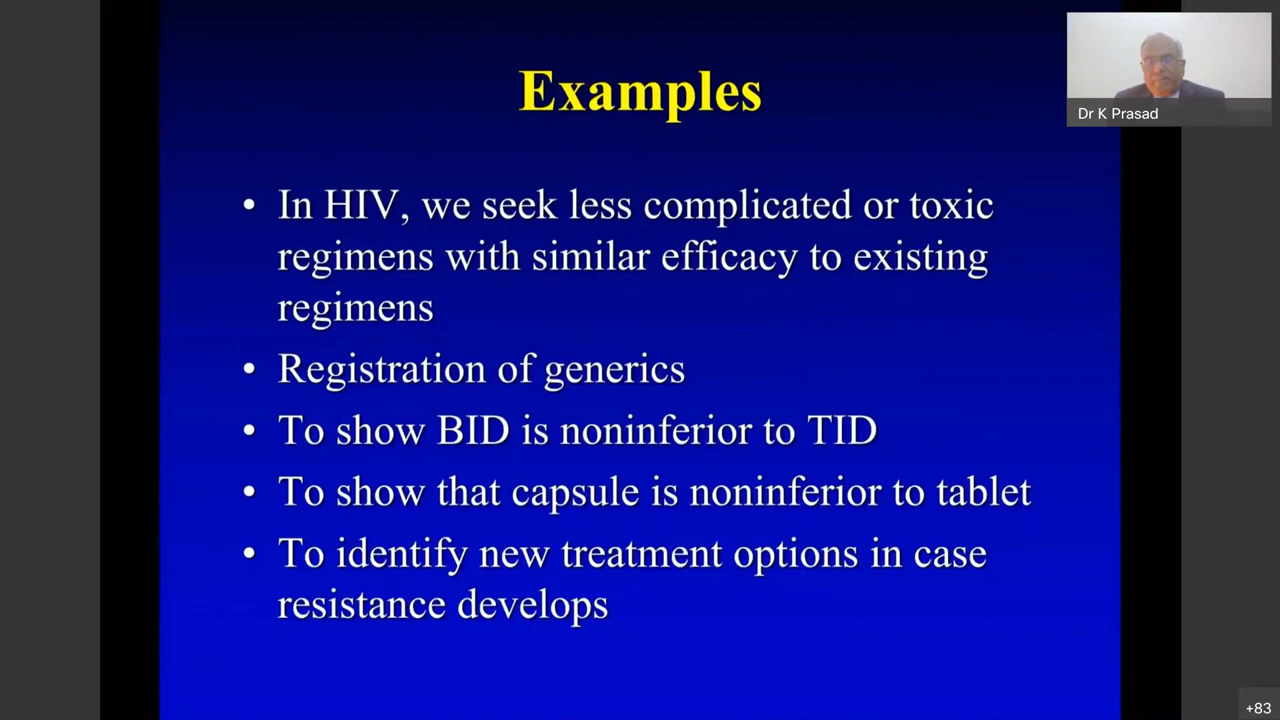 Examples
Dr K Prasad
• In HIV, we seek less complicated or toxic
regimens with similar efficacy to existing
regimens
• Registration of generics
• To show BID is noninferior to TID
• To show that capsule is noninferior to tablet
• To identify new treatment options in case
resistance develops
+83